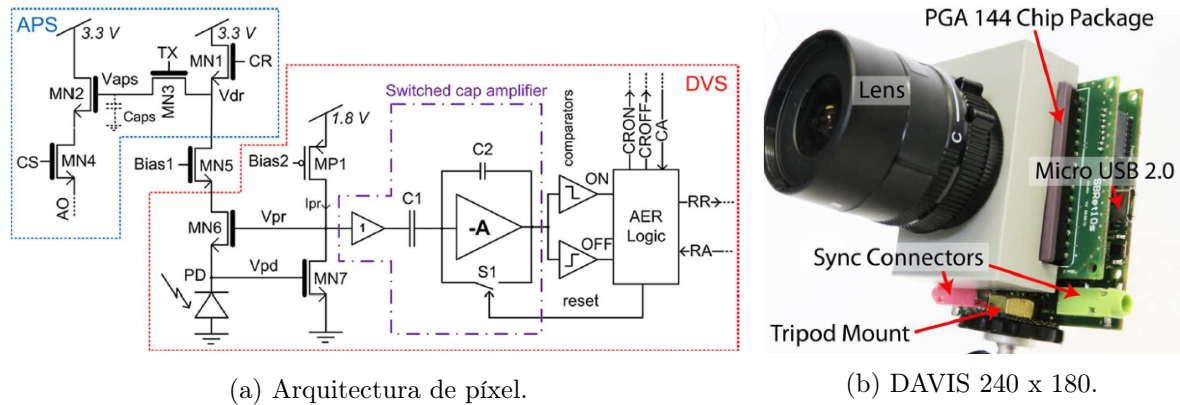 APS
3.3 V
3.3 V
TX
MN1
CR
Vaps
MN2
MN3
Vdr
Caps
CS
MN4
AO
Bias1
MN5
DVS
Switched cap amplifier
1.8 V
Bias2
MP1
Ipr
C2
C1
comparators
CRON
CROFF
CA
ON
Vpr
MN6
1
-A
AER
Logic
RR
OFF
RA
PD
Vpd
MN7
S1
reset
PGA 144 Chip Package
Lens
C
Micro USB 2.0
Sync Connectors
Tripod Mount
(a) Arquitectura de píxel.
(b) DAVIS 240 x 180.